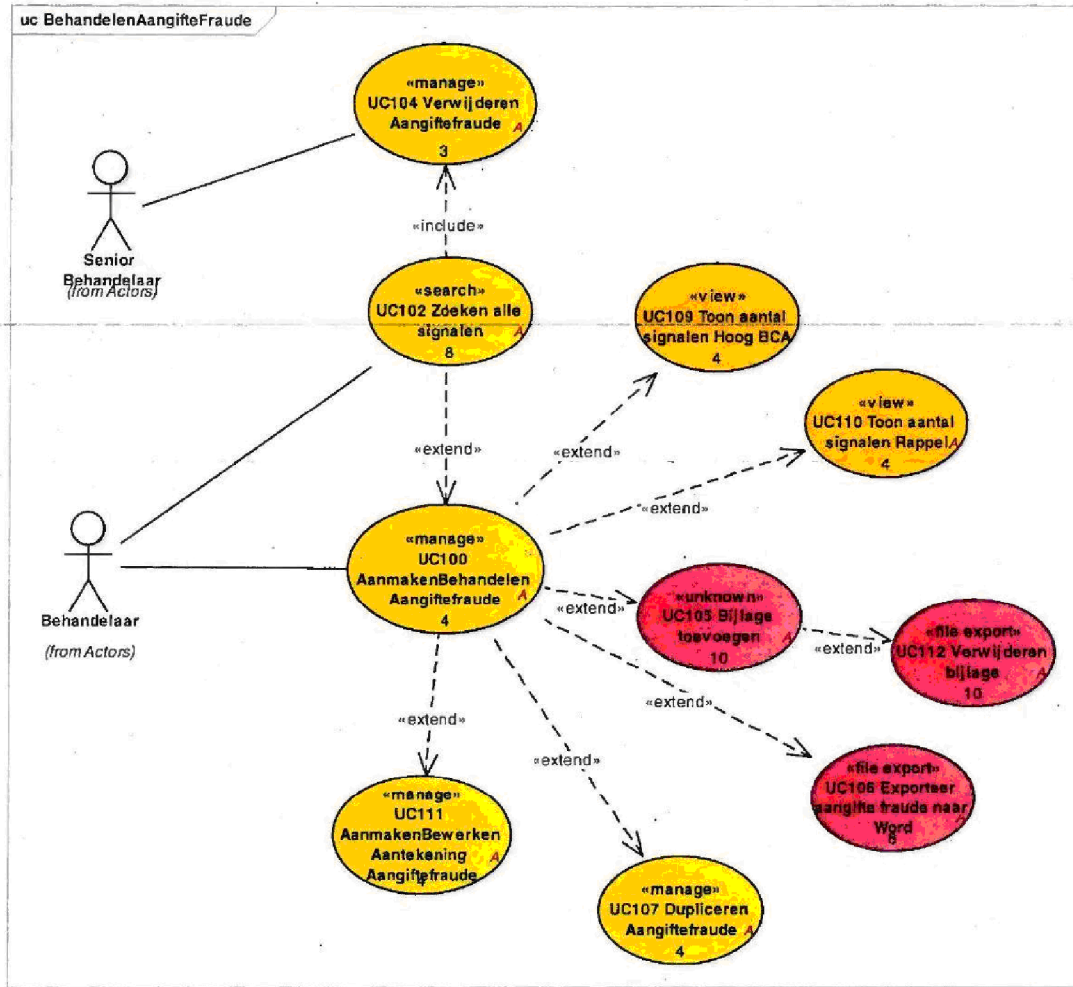 uc BehandelenAangifteFraude
«manage»
UC104 Verwijderen
Aangiftefraude
A
3
«include»
Senior
Behandelaar
(from Actors)
«search»
UC102 Zoeken alle
signalen
A
8
«view»
UC109 Toon aantal
signalen Hoog BCA
4
«view»
UC110 Toon aantal
signalen Rappel
A
4
«extend»
«extend»
«extend»
«manage»
UC100
AanmakenBehandelen
Aangiftefraude
A
4
Behandelaar
(from Actors)
«extend»
«unknown»
UC105 Bijlage
toevoegen
A
10
«extend»
«file export»
UC112 Verwijderen
bijlage
A
10
«extend»
«file export»
UC106 Exporteer
aangifte fraude naar
Word
A
«extend»
«extend»
«manage»
UC111
AanmakenBewerken
Aantekening
Aangiftefraude
A
4
«manage»
UC107 Dupliceren
Aangiftefraude
A
4